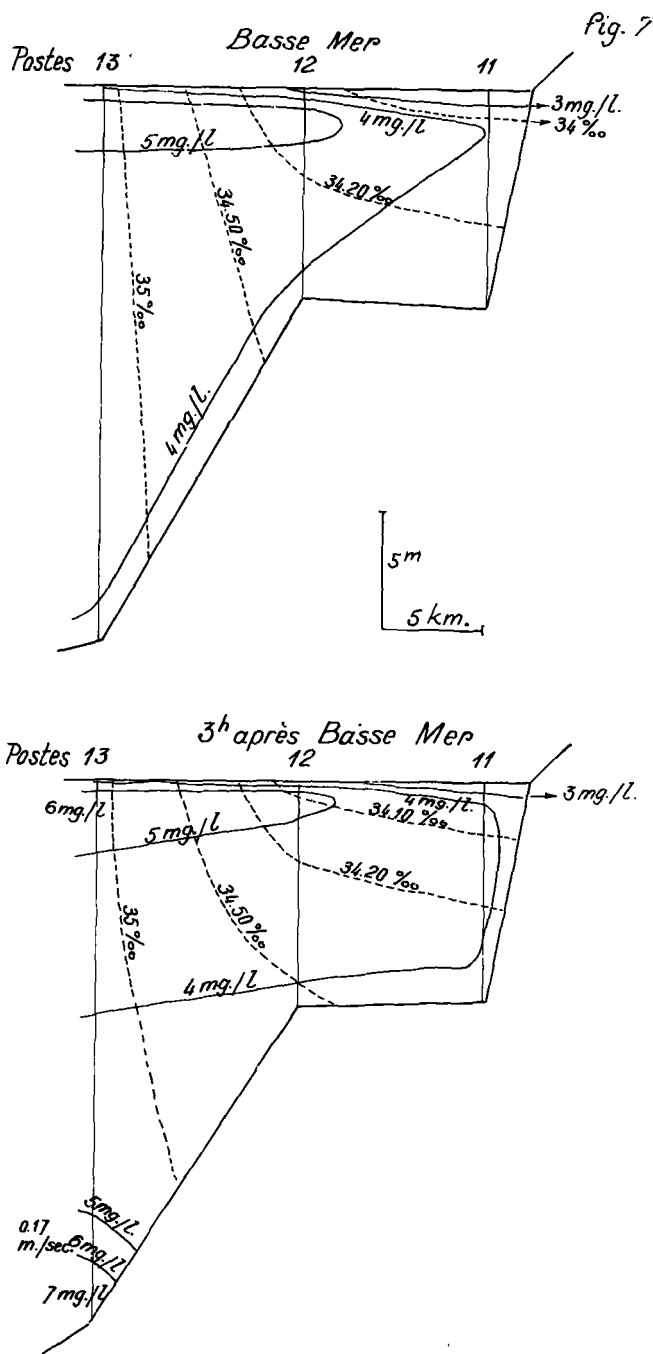 Fig. 7
Basse Mer
Postes 13 12 11
3mg./l.
34‰
4mg./l
5mg./l
34.20‰
34.50‰
35‰
4mg./l.
5m
5 km.
3h après Basse Mer
Postes 13 12 11
3mg./l.
6mg./l
4mg./l.
34.10‰
5mg./l
34.20‰
34.50‰
35‰
4mg./l
5mg./l.
0.17
m./sec. 6mg./l
7mg./l